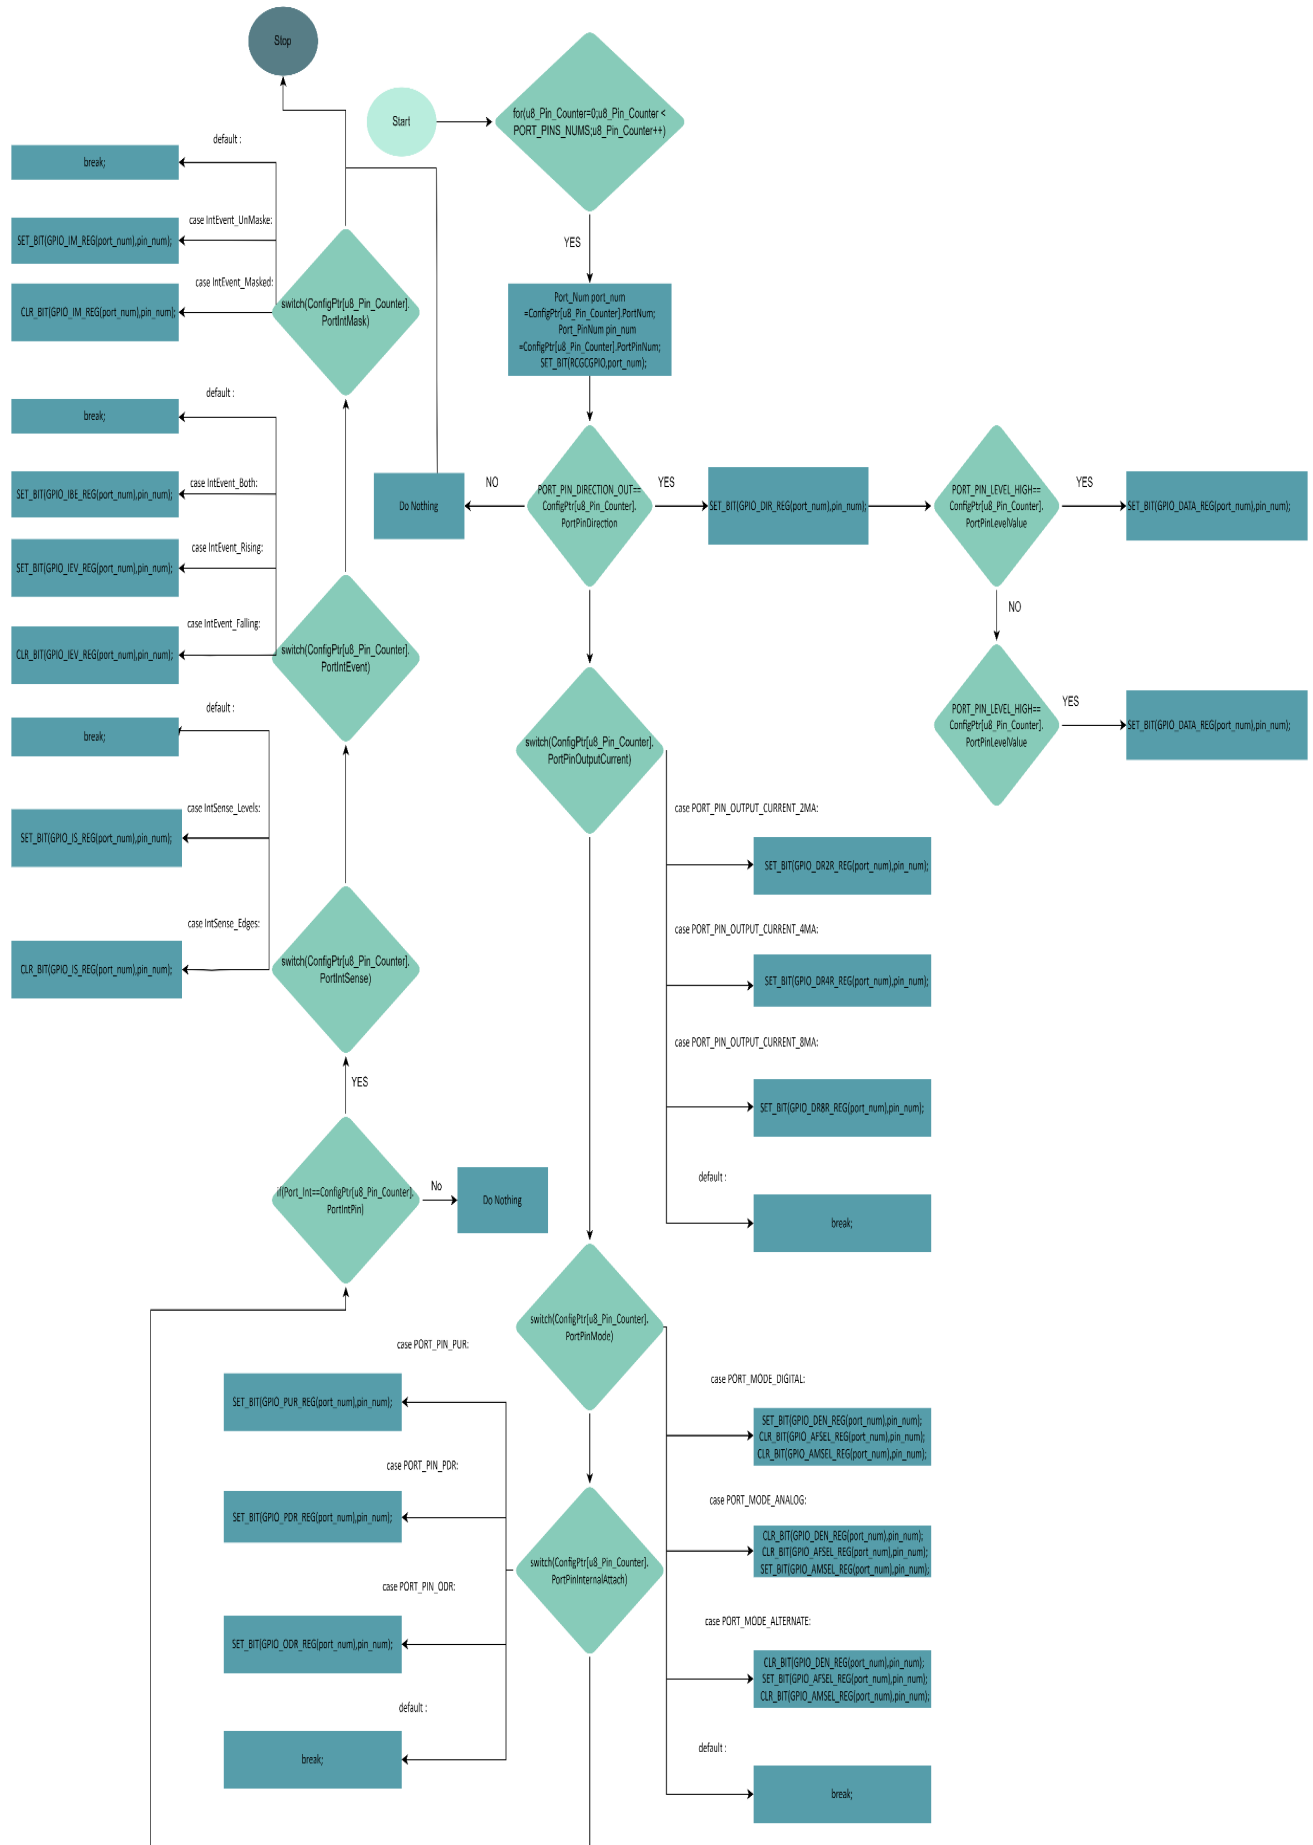 Stop
Start
for(u8_Pin_Counter=0;u8_Pin_Counter <
PORT_PINS_NUMS;u8_Pin_Counter++)
YES
Port_Num port_num
=ConfigPtr[u8_Pin_Counter].PortNum;
Port_PinNum pin_num
=ConfigPtr[u8_Pin_Counter].PortPinNum;
SET_BIT(RCGCGPIO,port_num);
default :
break;
case IntEvent_UnMaske:
SET_BIT(GPIO_IM_REG(port_num),pin_num);
case IntEvent_Masked:
CLR_BIT(GPIO_IM_REG(port_num),pin_num);
switch(ConfigPtr[u8_Pin_Counter].
PortIntMask)
default :
break;
case IntEvent_Both:
SET_BIT(GPIO_IBE_REG(port_num),pin_num);
case IntEvent_Rising:
SET_BIT(GPIO_IEV_REG(port_num),pin_num);
case IntEvent_Falling:
CLR_BIT(GPIO_IEV_REG(port_num),pin_num);
switch(ConfigPtr[u8_Pin_Counter].
PortIntEvent)
Do Nothing
NO
PORT_PIN_DIRECTION_OUT==
ConfigPtr[u8_Pin_Counter].
PortPinDirection
YES
SET_BIT(GPIO_DIR_REG(port_num),pin_num);
PORT_PIN_LEVEL_HIGH==
ConfigPtr[u8_Pin_Counter].
PortPinLevelValue
YES
SET_BIT(GPIO_DATA_REG(port_num),pin_num);
NO
PORT_PIN_LEVEL_HIGH==
ConfigPtr[u8_Pin_Counter].
PortPinLevelValue
YES
SET_BIT(GPIO_DATA_REG(port_num),pin_num);
default :
break;
case IntSense_Levels:
SET_BIT(GPIO_IS_REG(port_num),pin_num);
case IntSense_Edges:
CLR_BIT(GPIO_IS_REG(port_num),pin_num);
switch(ConfigPtr[u8_Pin_Counter].
PortIntSense)
YES
if(Port_Int==ConfigPtr[u8_Pin_Counter].
PortIntPin)
No
Do Nothing
switch(ConfigPtr[u8_Pin_Counter].
PortPinOutputCurrent)
case PORT_PIN_OUTPUT_CURRENT_2MA:
SET_BIT(GPIO_DR2R_REG(port_num),pin_num);
case PORT_PIN_OUTPUT_CURRENT_4MA:
SET_BIT(GPIO_DR4R_REG(port_num),pin_num);
case PORT_PIN_OUTPUT_CURRENT_8MA:
SET_BIT(GPIO_DR8R_REG(port_num),pin_num);
default :
break;
switch(ConfigPtr[u8_Pin_Counter].
PortPinMode)
case PORT_MODE_DIGITAL:
SET_BIT(GPIO_DEN_REG(port_num),pin_num);
CLR_BIT(GPIO_AFSEL_REG(port_num),pin_num);
CLR_BIT(GPIO_AMSEL_REG(port_num),pin_num);
case PORT_MODE_ANALOG:
CLR_BIT(GPIO_DEN_REG(port_num),pin_num);
CLR_BIT(GPIO_AFSEL_REG(port_num),pin_num);
SET_BIT(GPIO_AMSEL_REG(port_num),pin_num);
case PORT_MODE_ALTERNATE:
CLR_BIT(GPIO_DEN_REG(port_num),pin_num);
SET_BIT(GPIO_AFSEL_REG(port_num),pin_num);
CLR_BIT(GPIO_AMSEL_REG(port_num),pin_num);
default :
break;
case PORT_PIN_PUR:
SET_BIT(GPIO_PUR_REG(port_num),pin_num);
case PORT_PIN_PDR:
SET_BIT(GPIO_PDR_REG(port_num),pin_num);
case PORT_PIN_ODR:
SET_BIT(GPIO_ODR_REG(port_num),pin_num);
default :
break;
switch(ConfigPtr[u8_Pin_Counter].
PortPinInternalAttach)